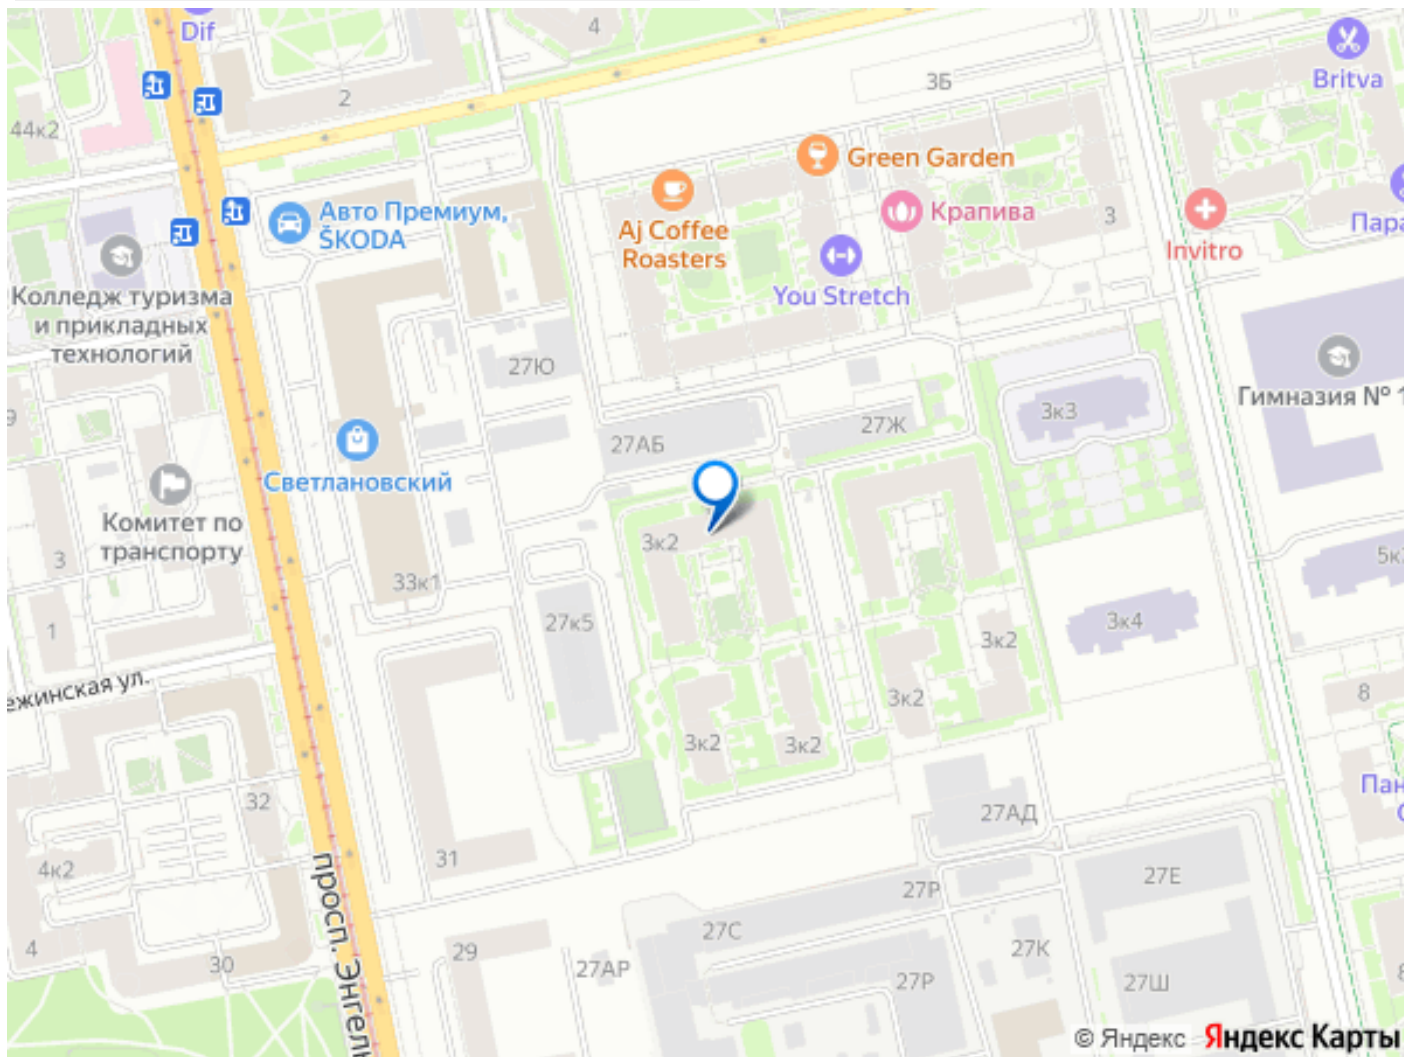 Dif
4
44к2
2
3Б
Britva
Green Garden
Aj Coffee
Roasters
Крапива
3
Авто Премиум,
ŠKODA
You Stretch
Invitro
Колледж туризма
и прикладных
технологий
27Ю
Гимназия №
3к3
27Ж
27АБ
Светлановский
Комитет по
транспорту
3
3к2
33к1
27к5
1
3к4
3к2
3к2
8
3к2
3к2
32
27АД
31
4к2
27Е
27Р
просп.
27С
29
27К
4
30
27АР
27Р
27Ш
© Яндекс Яндекс Карты